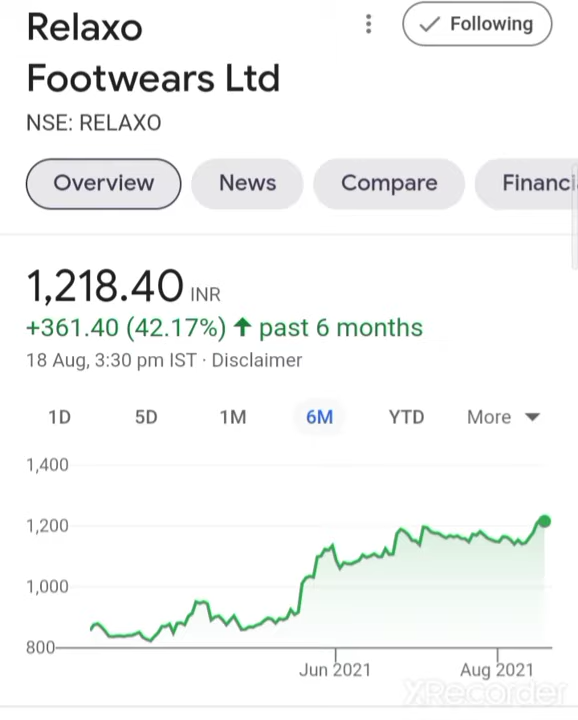 Relaxo
Footwears Ltd
Following
NSE: RELAXO
Overview
News
Compare
Financi
1,218.40 INR
+361.40 (42.17%) ↑ past 6 months
18 Aug, 3:30 pm IST · Disclaimer
1D 5D 1M 6M YTD More
1,400
1,200
1,000
800
Jun 2021
Aug 2021
XRecorder